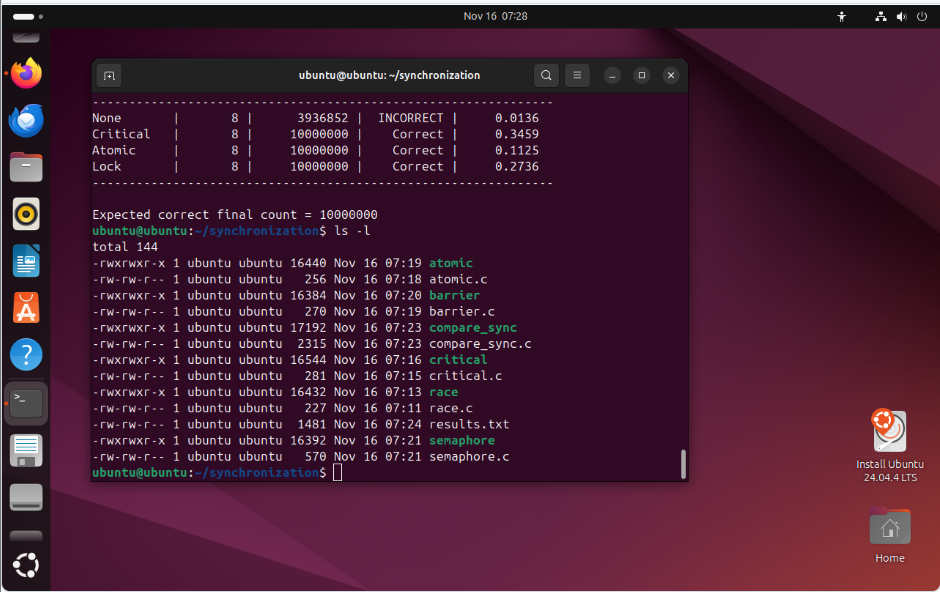 Nov 16 07:28
ubuntu@ubuntu: ~/synchronization
---------------------------------------------------------------
None       |       8 |      3936852 |  INCORRECT |     0.0136
Critical   |       8 |     10000000 |    Correct |     0.3459
Atomic     |       8 |     10000000 |    Correct |     0.1125
Lock       |       8 |     10000000 |    Correct |     0.2736
---------------------------------------------------------------
Expected correct final count = 10000000
ubuntu@ubuntu:~/synchronization$ ls -l
total 144
-rwxrwxr-x 1 ubuntu ubuntu 16440 Nov 16 07:19 atomic
-rw-rw-r-- 1 ubuntu ubuntu   256 Nov 16 07:18 atomic.c
-rwxrwxr-x 1 ubuntu ubuntu 16384 Nov 16 07:20 barrier
-rw-rw-r-- 1 ubuntu ubuntu   270 Nov 16 07:19 barrier.c
-rwxrwxr-x 1 ubuntu ubuntu 17192 Nov 16 07:23 compare_sync
-rw-rw-r-- 1 ubuntu ubuntu  2315 Nov 16 07:23 compare_sync.c
-rwxrwxr-x 1 ubuntu ubuntu 16544 Nov 16 07:16 critical
-rw-rw-r-- 1 ubuntu ubuntu   281 Nov 16 07:15 critical.c
-rwxrwxr-x 1 ubuntu ubuntu 16432 Nov 16 07:13 race
-rw-rw-r-- 1 ubuntu ubuntu   227 Nov 16 07:11 race.c
-rw-rw-r-- 1 ubuntu ubuntu  1481 Nov 16 07:24 results.txt
-rwxrwxr-x 1 ubuntu ubuntu 16392 Nov 16 07:21 semaphore
-rw-rw-r-- 1 ubuntu ubuntu   570 Nov 16 07:21 semaphore.c
ubuntu@ubuntu:~/synchronization$
Install Ubuntu
24.04.4 LTS
Home